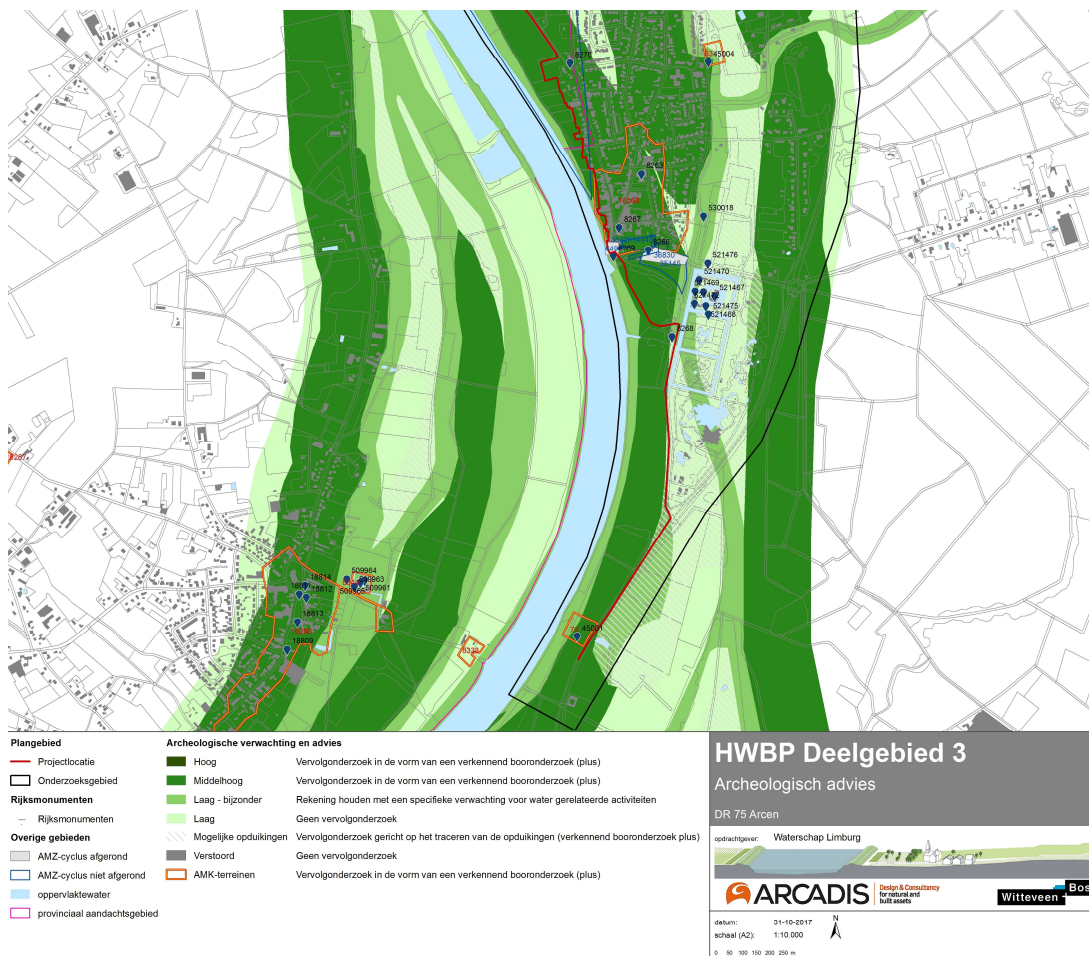 8345004
8270
8263
8267
8266
36830
36145
530018
521476
521470
521469
521467
521475
521468
8268
509964
509963
509961
18814
18812
18813
18809
8338
HWBP Deelgebied 3
Archeologisch advies
DR 75 Arcen
opdrachtgever: Waterschap Limburg
ARCADIS Design & Consultancy
for natural and
built assets
Witteveen + Bos
datum: 31-10-2017
schaal (A2): 1:10.000
N
0 50 100 150 200 250 m
Plangebied
Projectlocatie
Onderzoeksgebied
Rijksmonumenten
Rijksmonumenten
Overige gebieden
AMZ-cyclus afgerond
AMZ-cyclus niet afgerond
oppervlaktewater
provinciaal aandachtsgebied
Archeologische verwachting en advies
Hoog Vervolgonderzoek in de vorm van een verkennend booronderzoek (plus)
Middelhoog Vervolgonderzoek in de vorm van een verkennend booronderzoek (plus)
Laag - bijzonder Rekening houden met een specifieke verwachting voor water gerelateerde activiteiten
Laag Geen vervolgonderzoek
Mogelijke opduikingen Vervolgonderzoek gericht op het traceren van de opduikingen (verkennend booronderzoek plus)
Verstoord Geen vervolgonderzoek
AMK-terreinen Vervolgonderzoek in de vorm van een verkennend booronderzoek (plus)